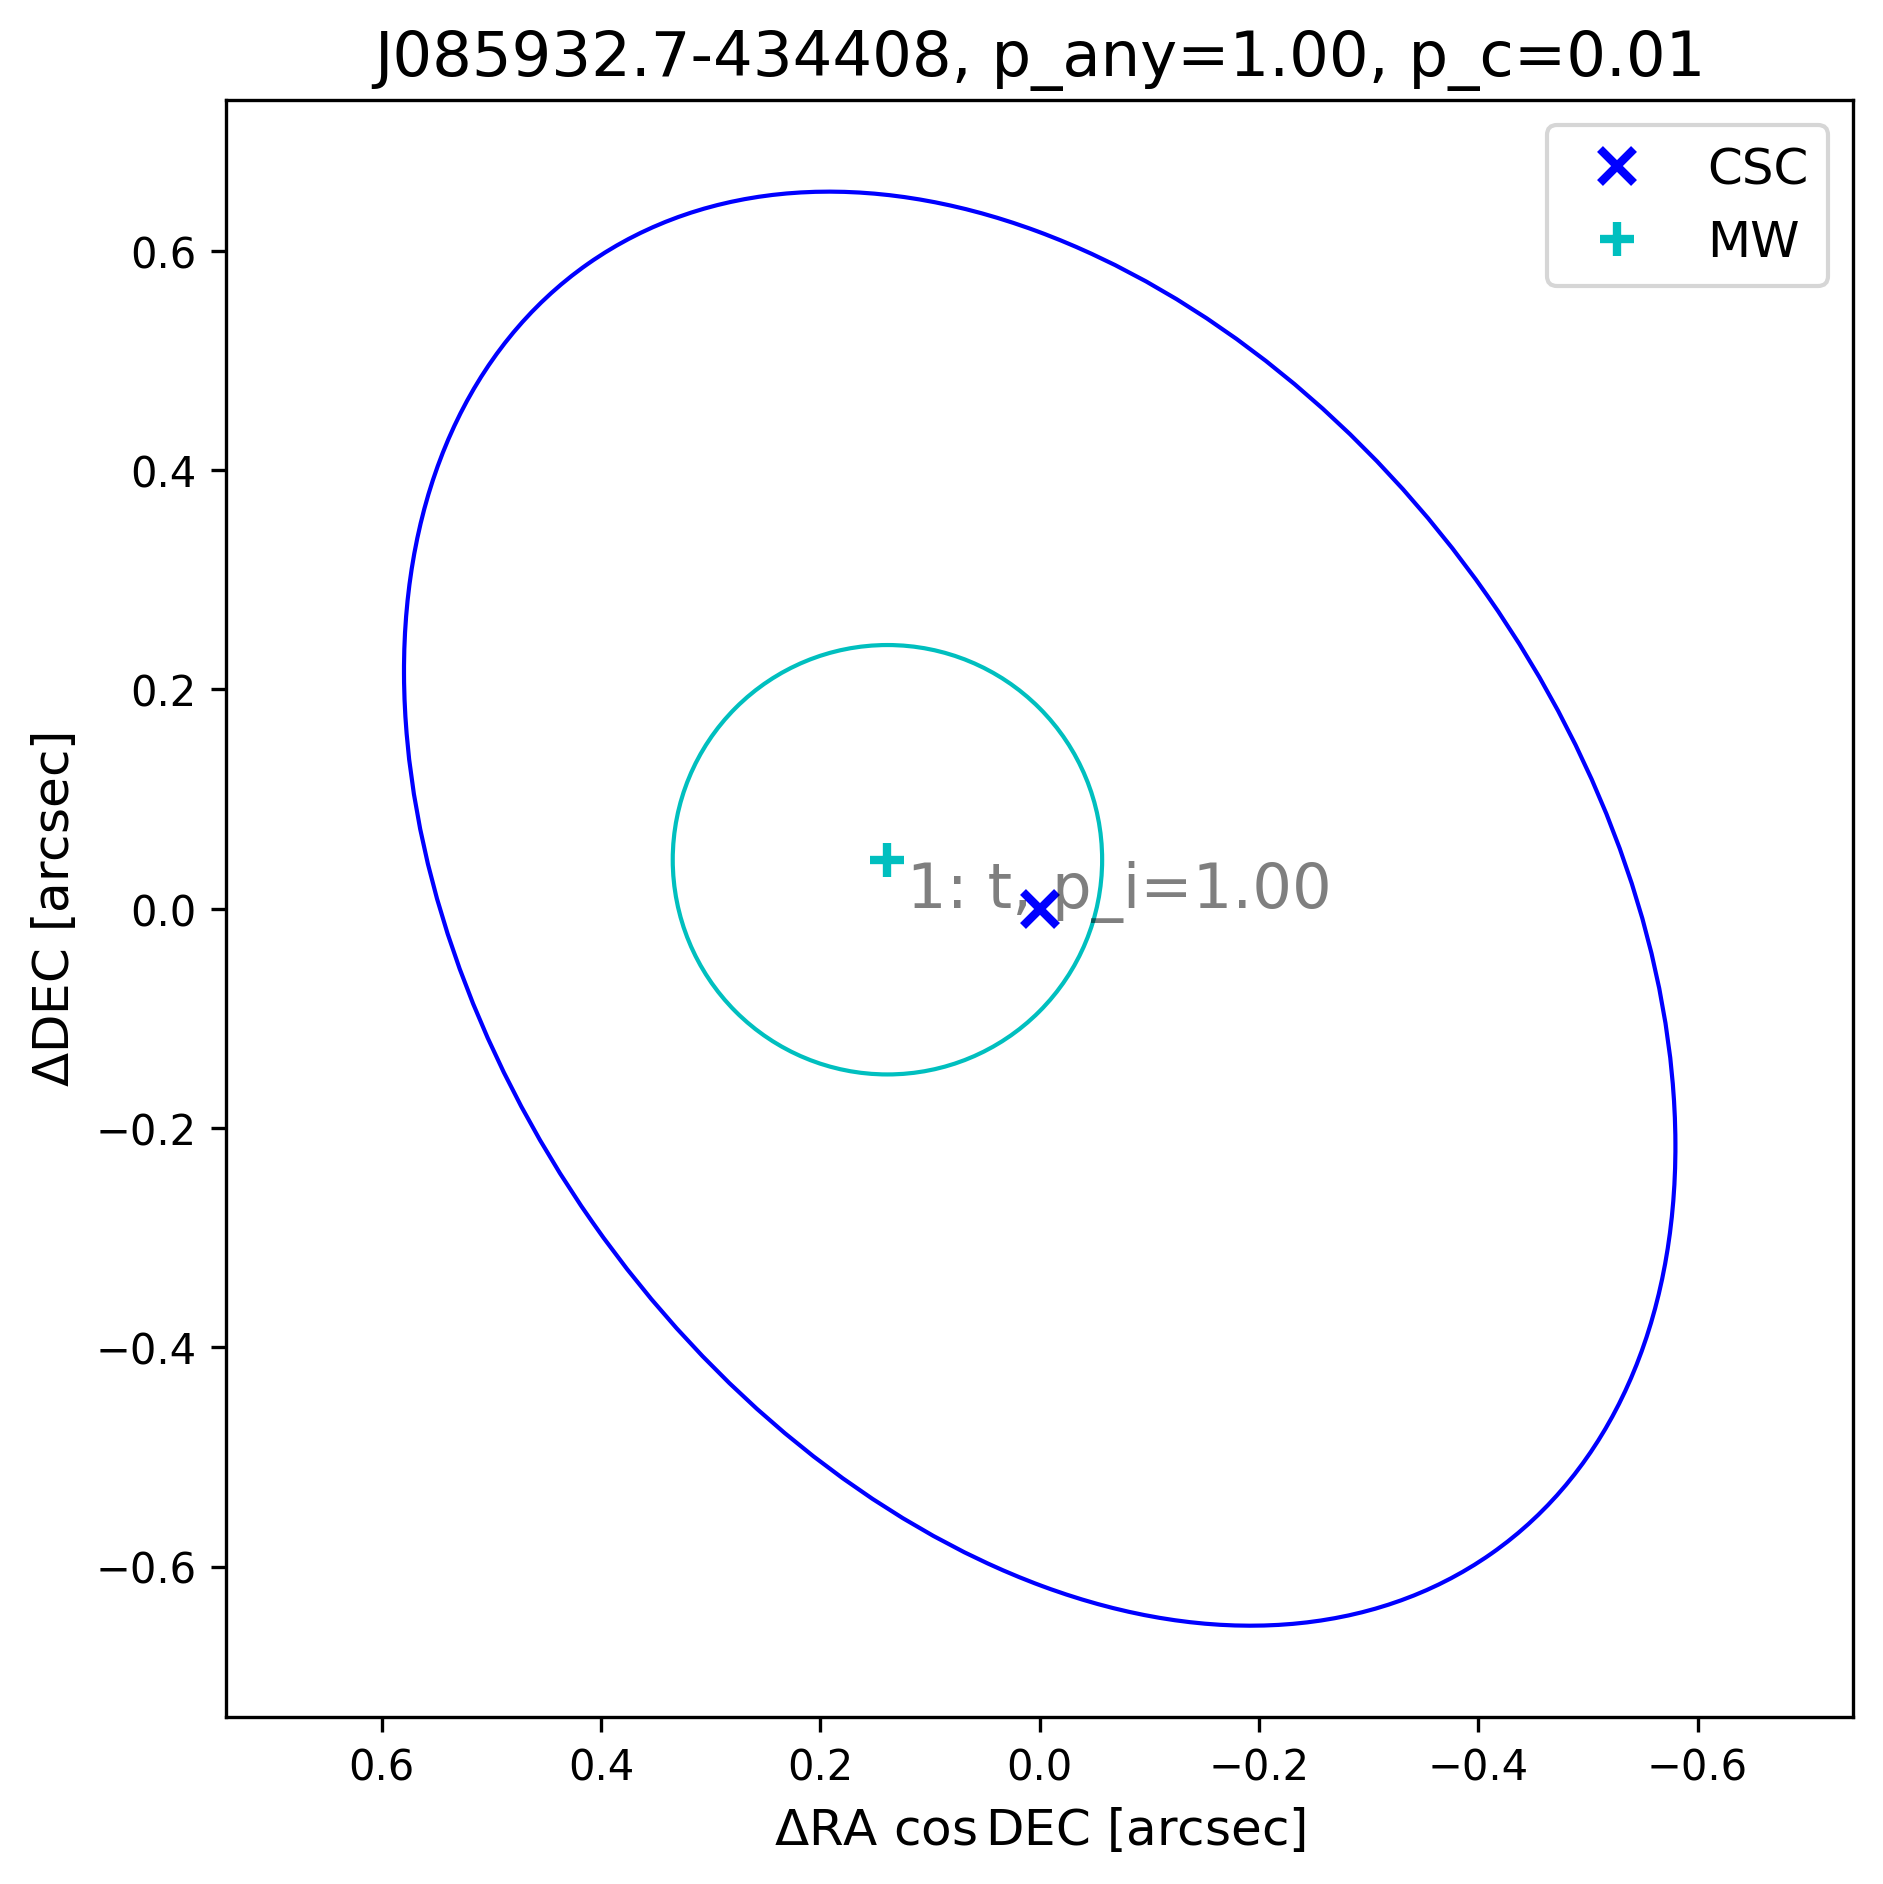 J085932.7-434408, p_any=1.00, p_c=0.01
CSC
MW
0.6
0.4
0.2
0.0
−0.2
−0.4
−0.6
ΔDEC [arcsec]
1: t, p_i=1.00
0.6 0.4 0.2 0.0 −0.2 −0.4 −0.6
ΔRA cos DEC [arcsec]